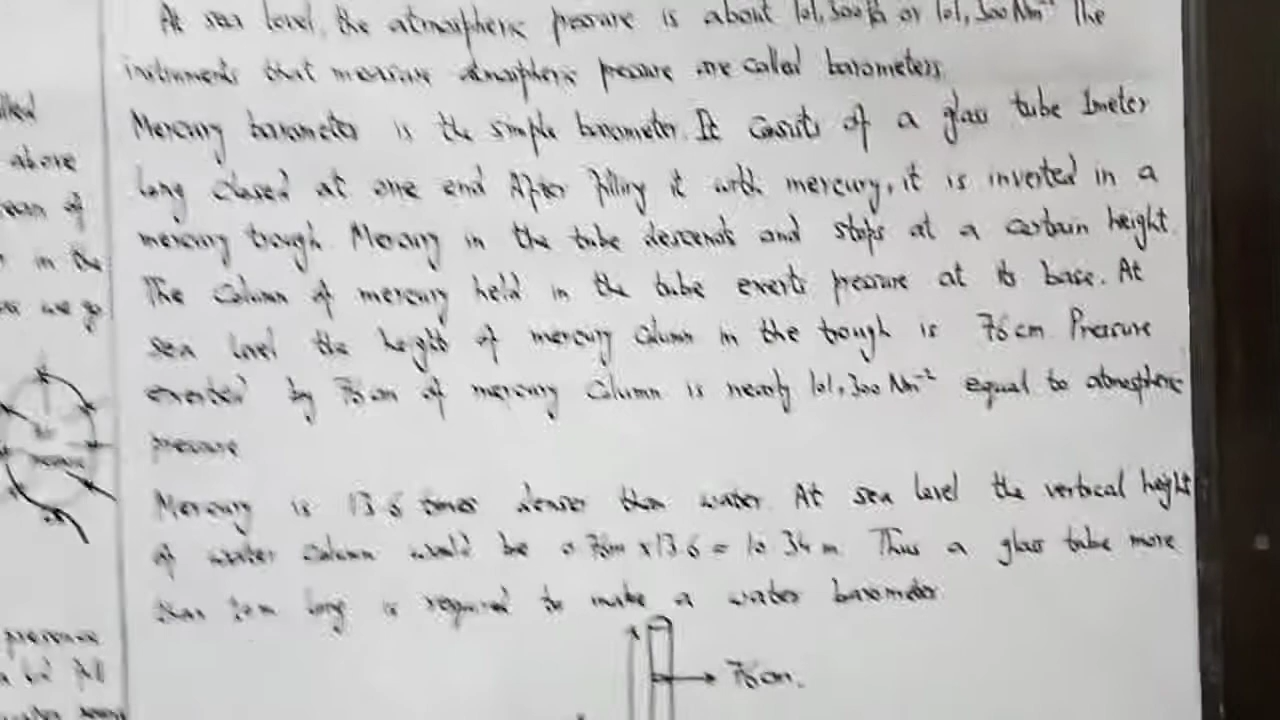 At sea level, the atmospheric pressure is about 101,300Pa or 101,300Nm⁻² The
instruments that measure atmospheric pressure are called barometers
Mercury barometer is the simple barometer. It consists of a glass tube 1meter
long closed at one end After filling it with mercury, it is inverted in a
mercury trough. Mercury in the tube descends and stops at a certain height.
The Column of mercury held in the tube exerts pressure at its base. At
sea level the height of mercury column in the trough is 76cm Pressure
exerted by 76cm of mercury Column is nearly 101,300 Nm⁻² equal to atmospheric
pressure
Mercury is 13.6 times denser than water. At sea level the vertical height
of water column would be 0.76m x 13.6 = 10.34 m. Thus a glass tube more
than 10m long is required to make a water barometer
76cm.
above
in the
we go
pressure